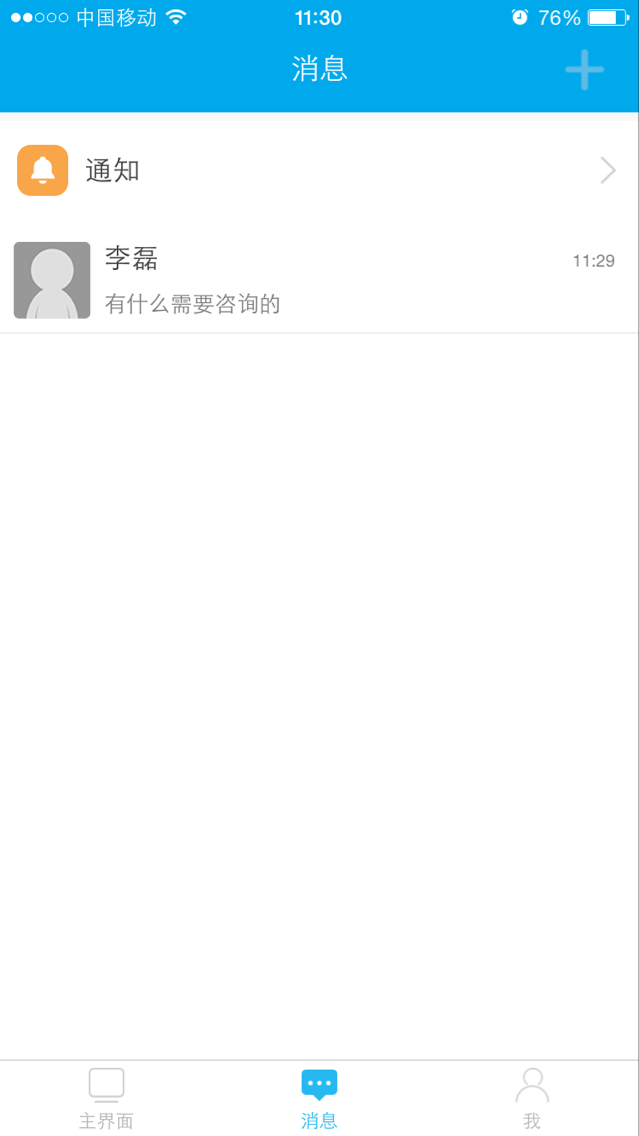 中国移动 11:30 76%
消息
通知
李磊 11:29
有什么需要咨询的
主界面 消息 我